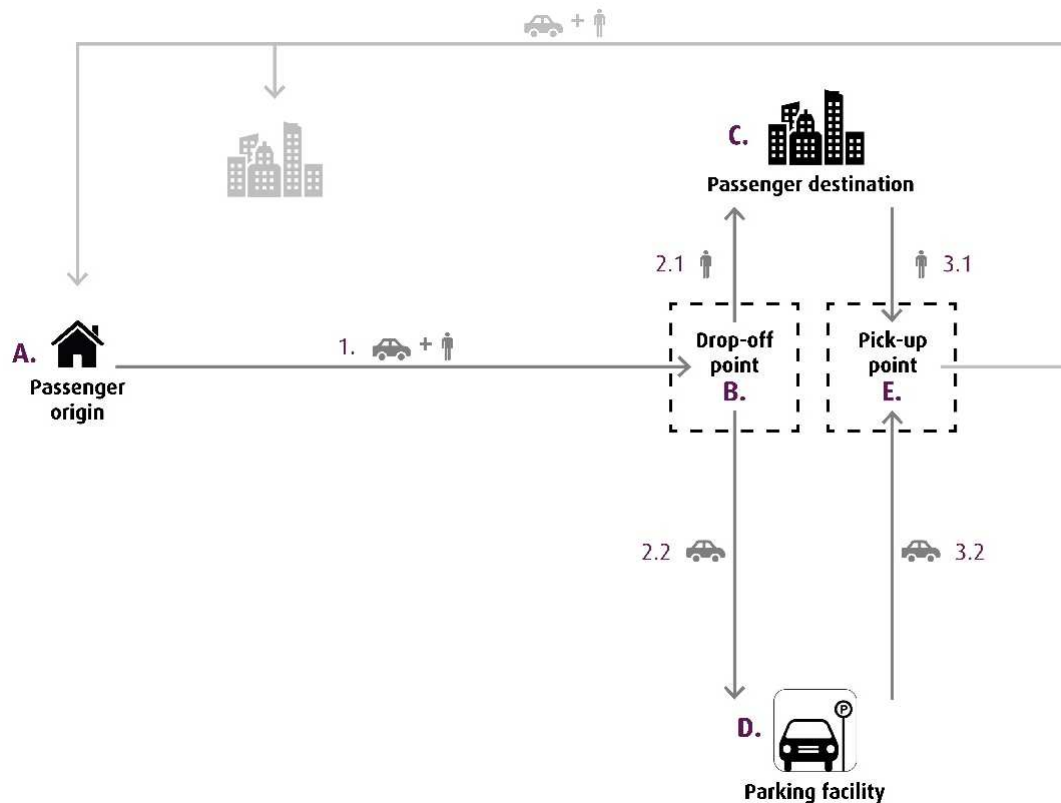 +
C.
Passenger destination
2.1
3.1
A.
Passenger
origin
1. +
Drop-off
point
B.
Pick-up
point
E.
2.2
3.2
D.
P
Parking facility